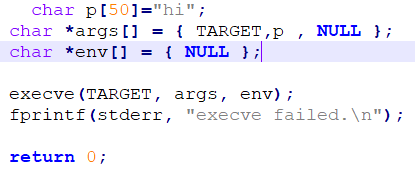 char p[50]="hi";
char *args[] = { TARGET,p , NULL };
char *env[] = { NULL };
execve(TARGET, args, env);
fprintf(stderr, "execve failed.\n");
return 0;